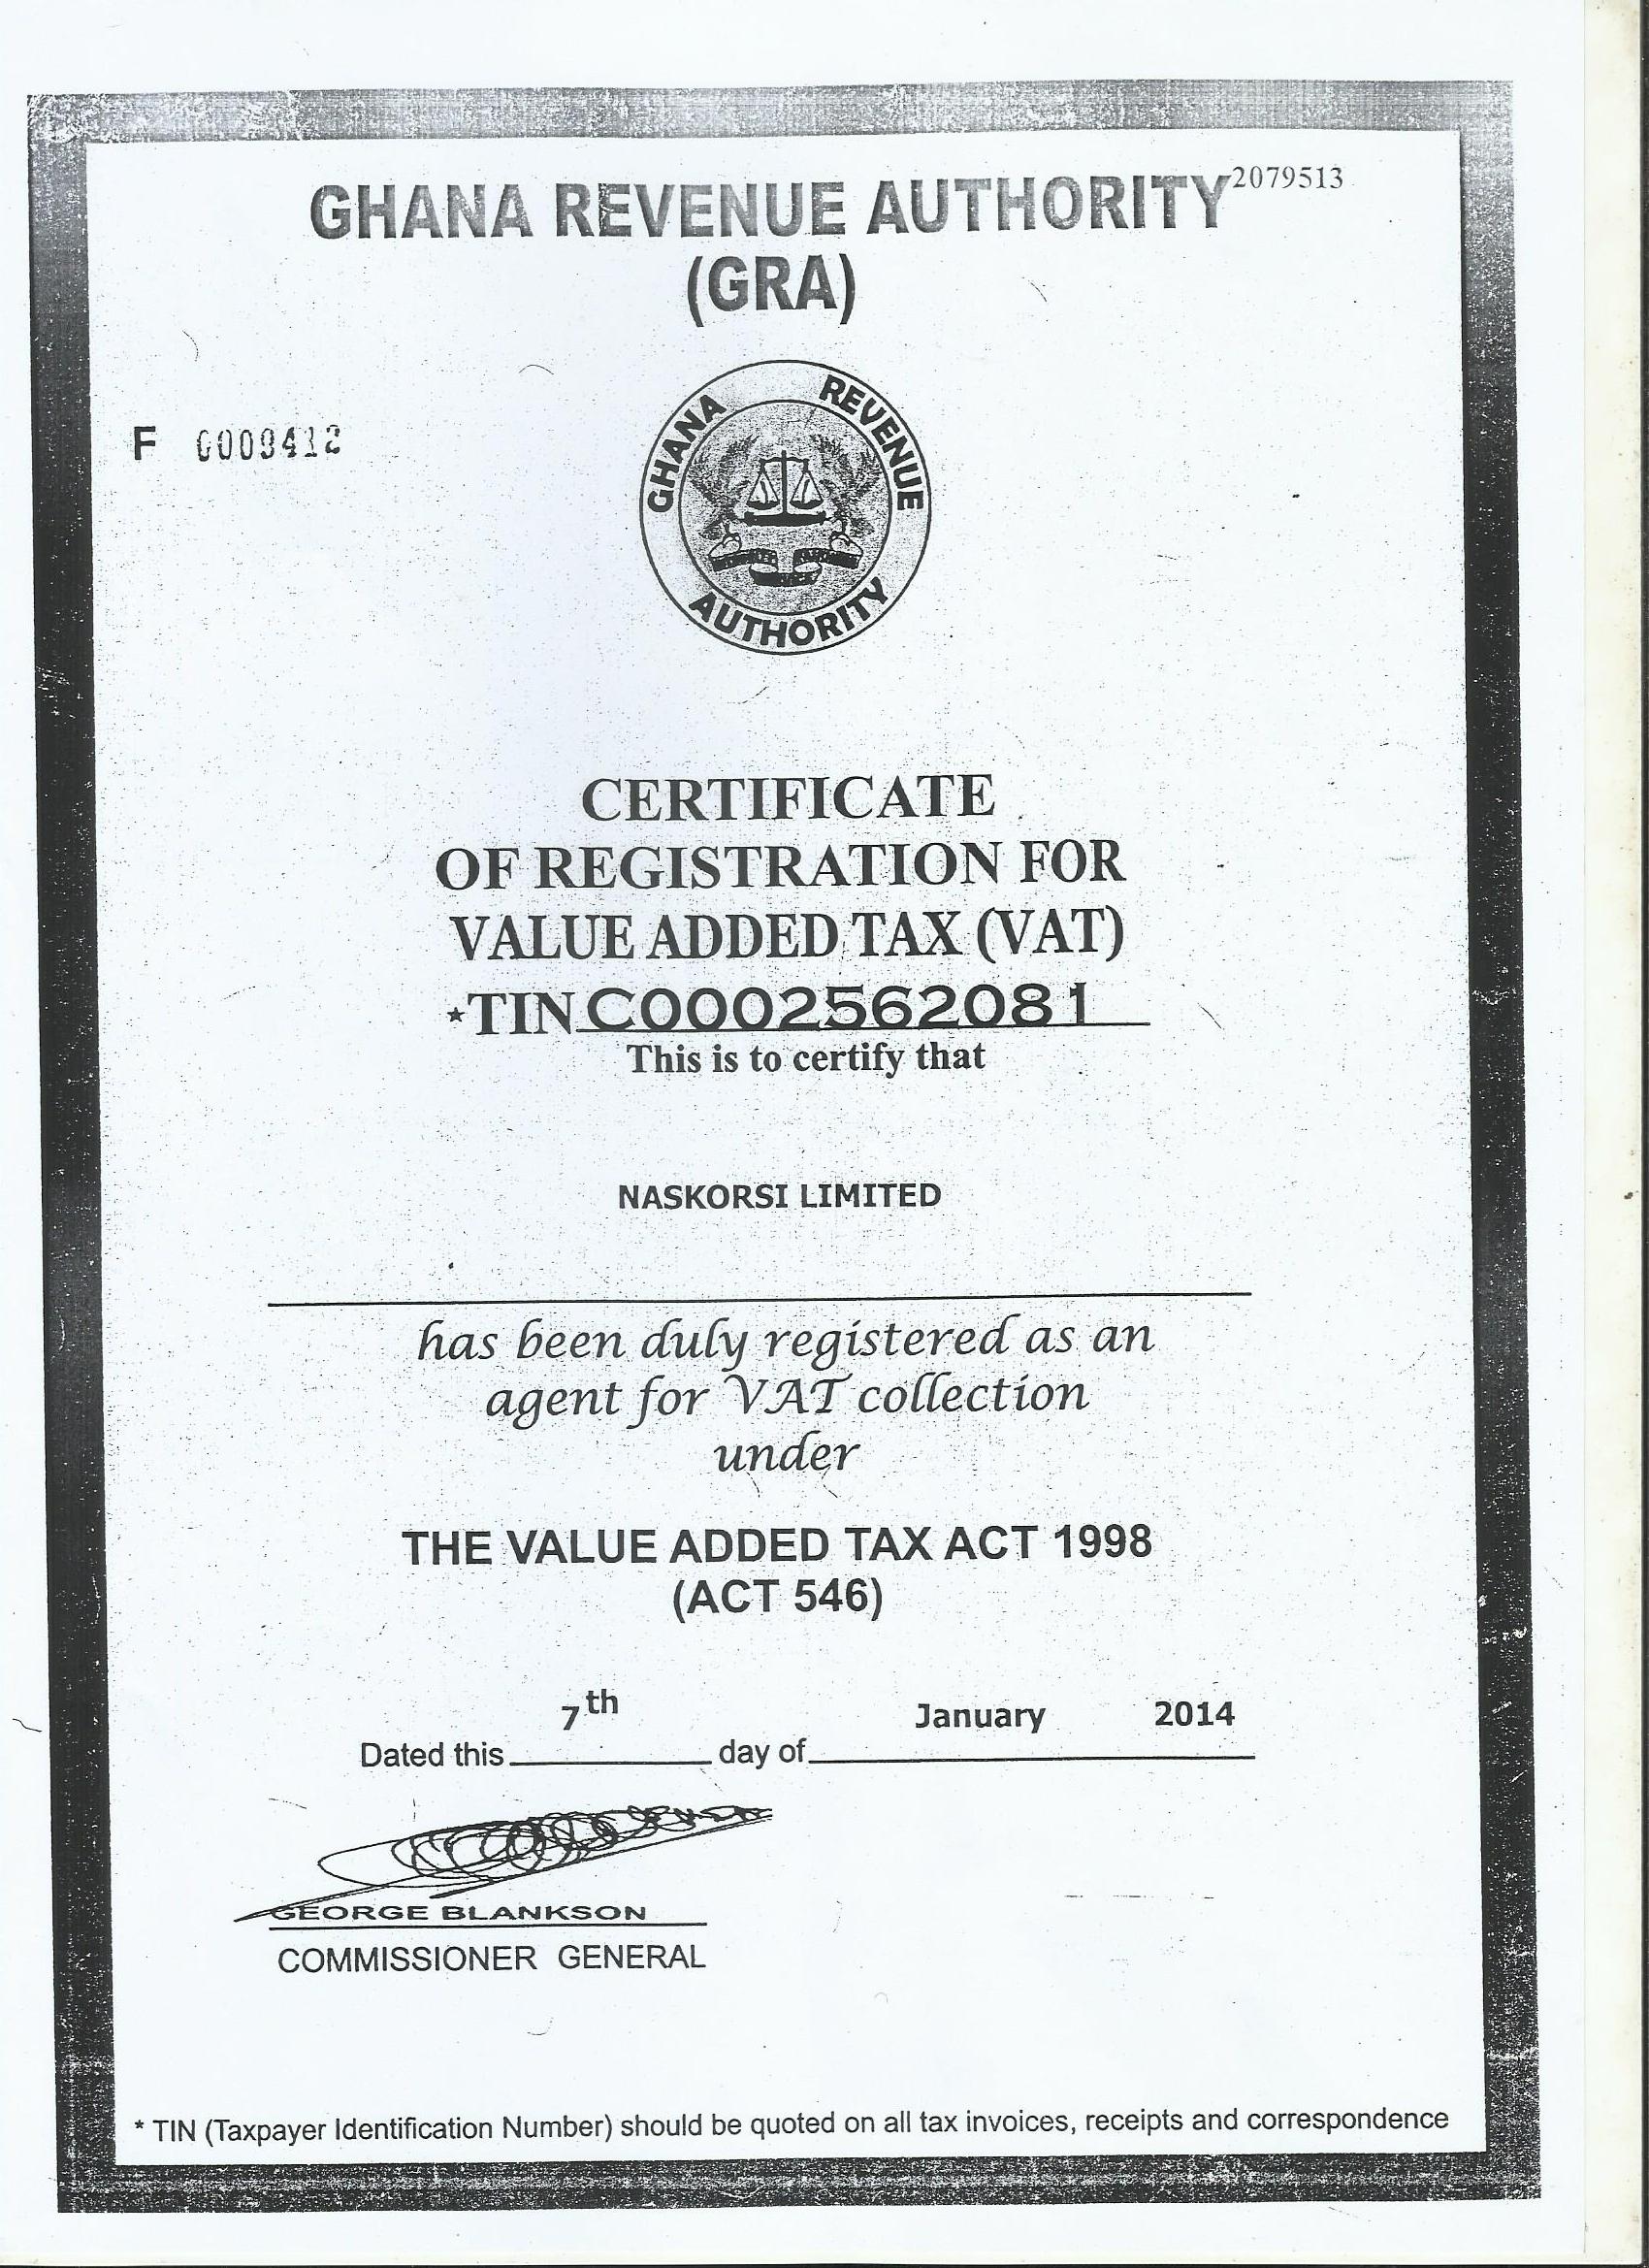 GHANA REVENUE AUTHORITY 2079513
(GRA)
F 0009412
GHANA REVENUE AUTHORITY
CERTIFICATE
OF REGISTRATION FOR
VALUE ADDED TAX (VAT)
*TIN C0002562081
This is to certify that
NASKORSI LIMITED
has been duly registered as an
agent for VAT collection
under
THE VALUE ADDED TAX ACT 1998
(ACT 546)
Dated this 7th day of January 2014
GEORGE BLANKSON
COMMISSIONER GENERAL
* TIN (Taxpayer Identification Number) should be quoted on all tax invoices, receipts and correspondence